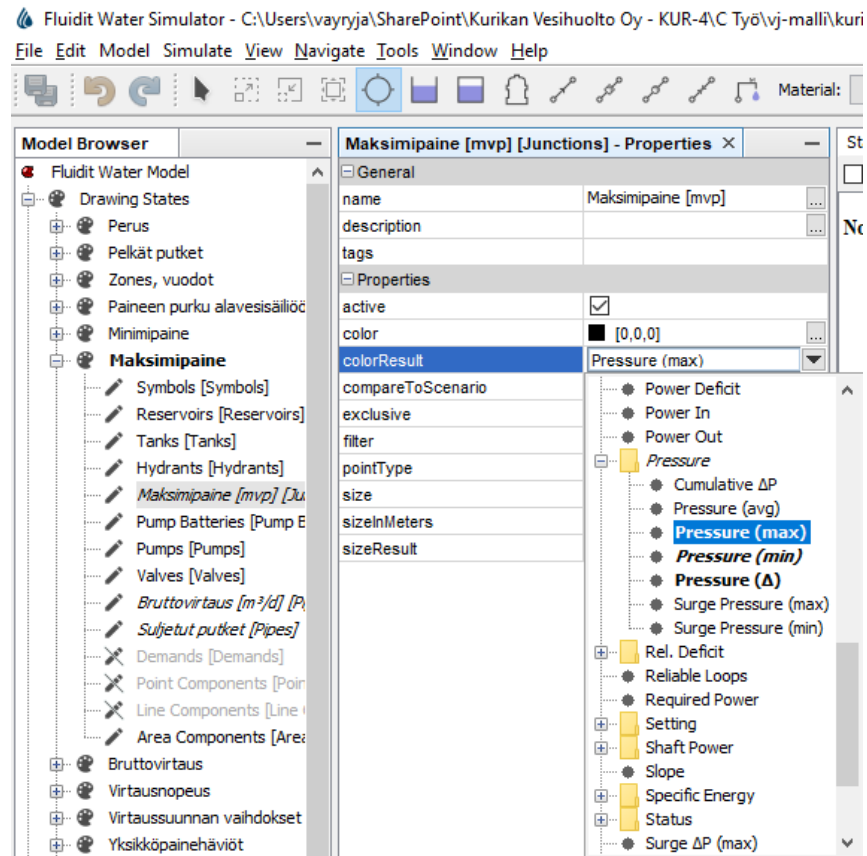 Fluidit Water Simulator - C:\Users\vayryja\SharePoint\Kurikan Vesihuolto Oy - KUR-4\C Työ\vj-malli\kuri
File Edit Model Simulate View Navigate Tools Window Help
Material:
Model Browser
Fluidit Water Model
Drawing States
Perus
Pelkät putket
Zones, vuodot
Paineen purku alavesisäiliöö
Minimipaine
Maksimipaine
Symbols [Symbols]
Reservoirs [Reservoirs]
Tanks [Tanks]
Hydrants [Hydrants]
Maksimipaine [mvp] [Ju
Pump Batteries [Pump B
Pumps [Pumps]
Valves [Valves]
Bruttovirtaus [m³/d] [Pi
Suljetut putket [Pipes]
Demands [Demands]
Point Components [Poin
Line Components [Line
Area Components [Area
Bruttovirtaus
Virtausnopeus
Virtaussuunnan vaihdokset
Yksikköpainehäviöt
Maksimipaine [mvp] [Junctions] - Properties
General
name Maksimipaine [mvp] ...
description ...
tags
Properties
active
color [0,0,0] ...
colorResult Pressure (max)
compareToScenario
exclusive
filter
pointType
size
sizeInMeters
sizeResult
Power Deficit
Power In
Power Out
Pressure
Cumulative ΔP
Pressure (avg)
Pressure (max)
Pressure (min)
Pressure (Δ)
Surge Pressure (max)
Surge Pressure (min)
Rel. Deficit
Reliable Loops
Required Power
Setting
Shaft Power
Slope
Specific Energy
Status
Surge ΔP (max)
St
No